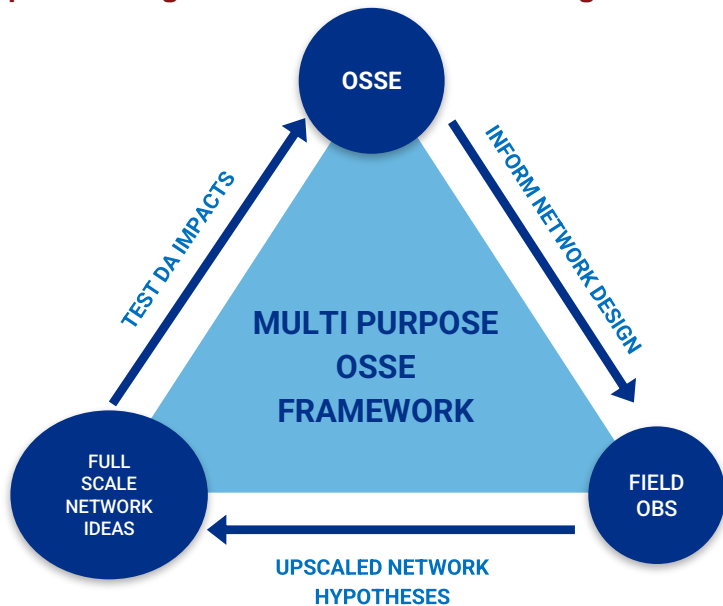 OSSE
TEST DA IMPACTS
INFORM NETWORK DESIGN
MULTI PURPOSE
OSSE
FRAMEWORK
FULL
SCALE
NETWORK
IDEAS
FIELD
OBS
UPSCALED NETWORK
HYPOTHESES